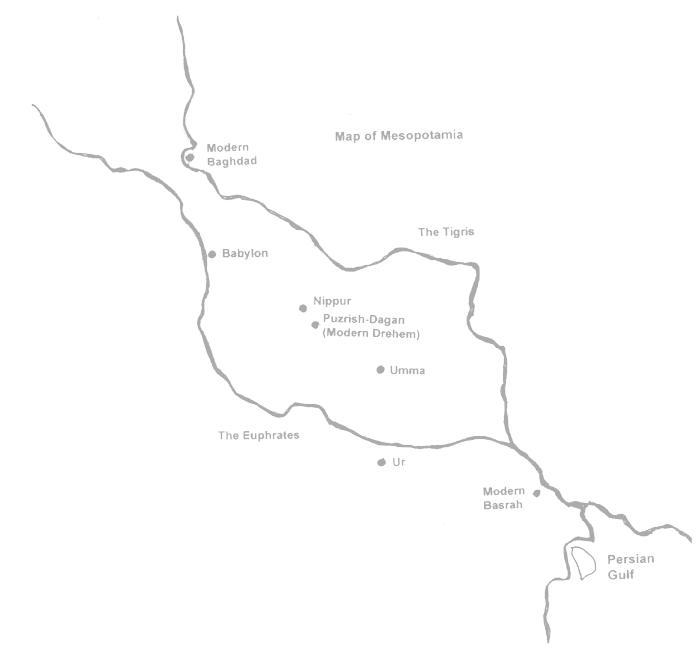 Map of Mesopotamia
Modern
Baghdad
The Tigris
Babylon
Nippur
Puzrish-Dagan
(Modern Drehem)
Umma
The Euphrates
Ur
Modern
Basrah
Persian
Gulf